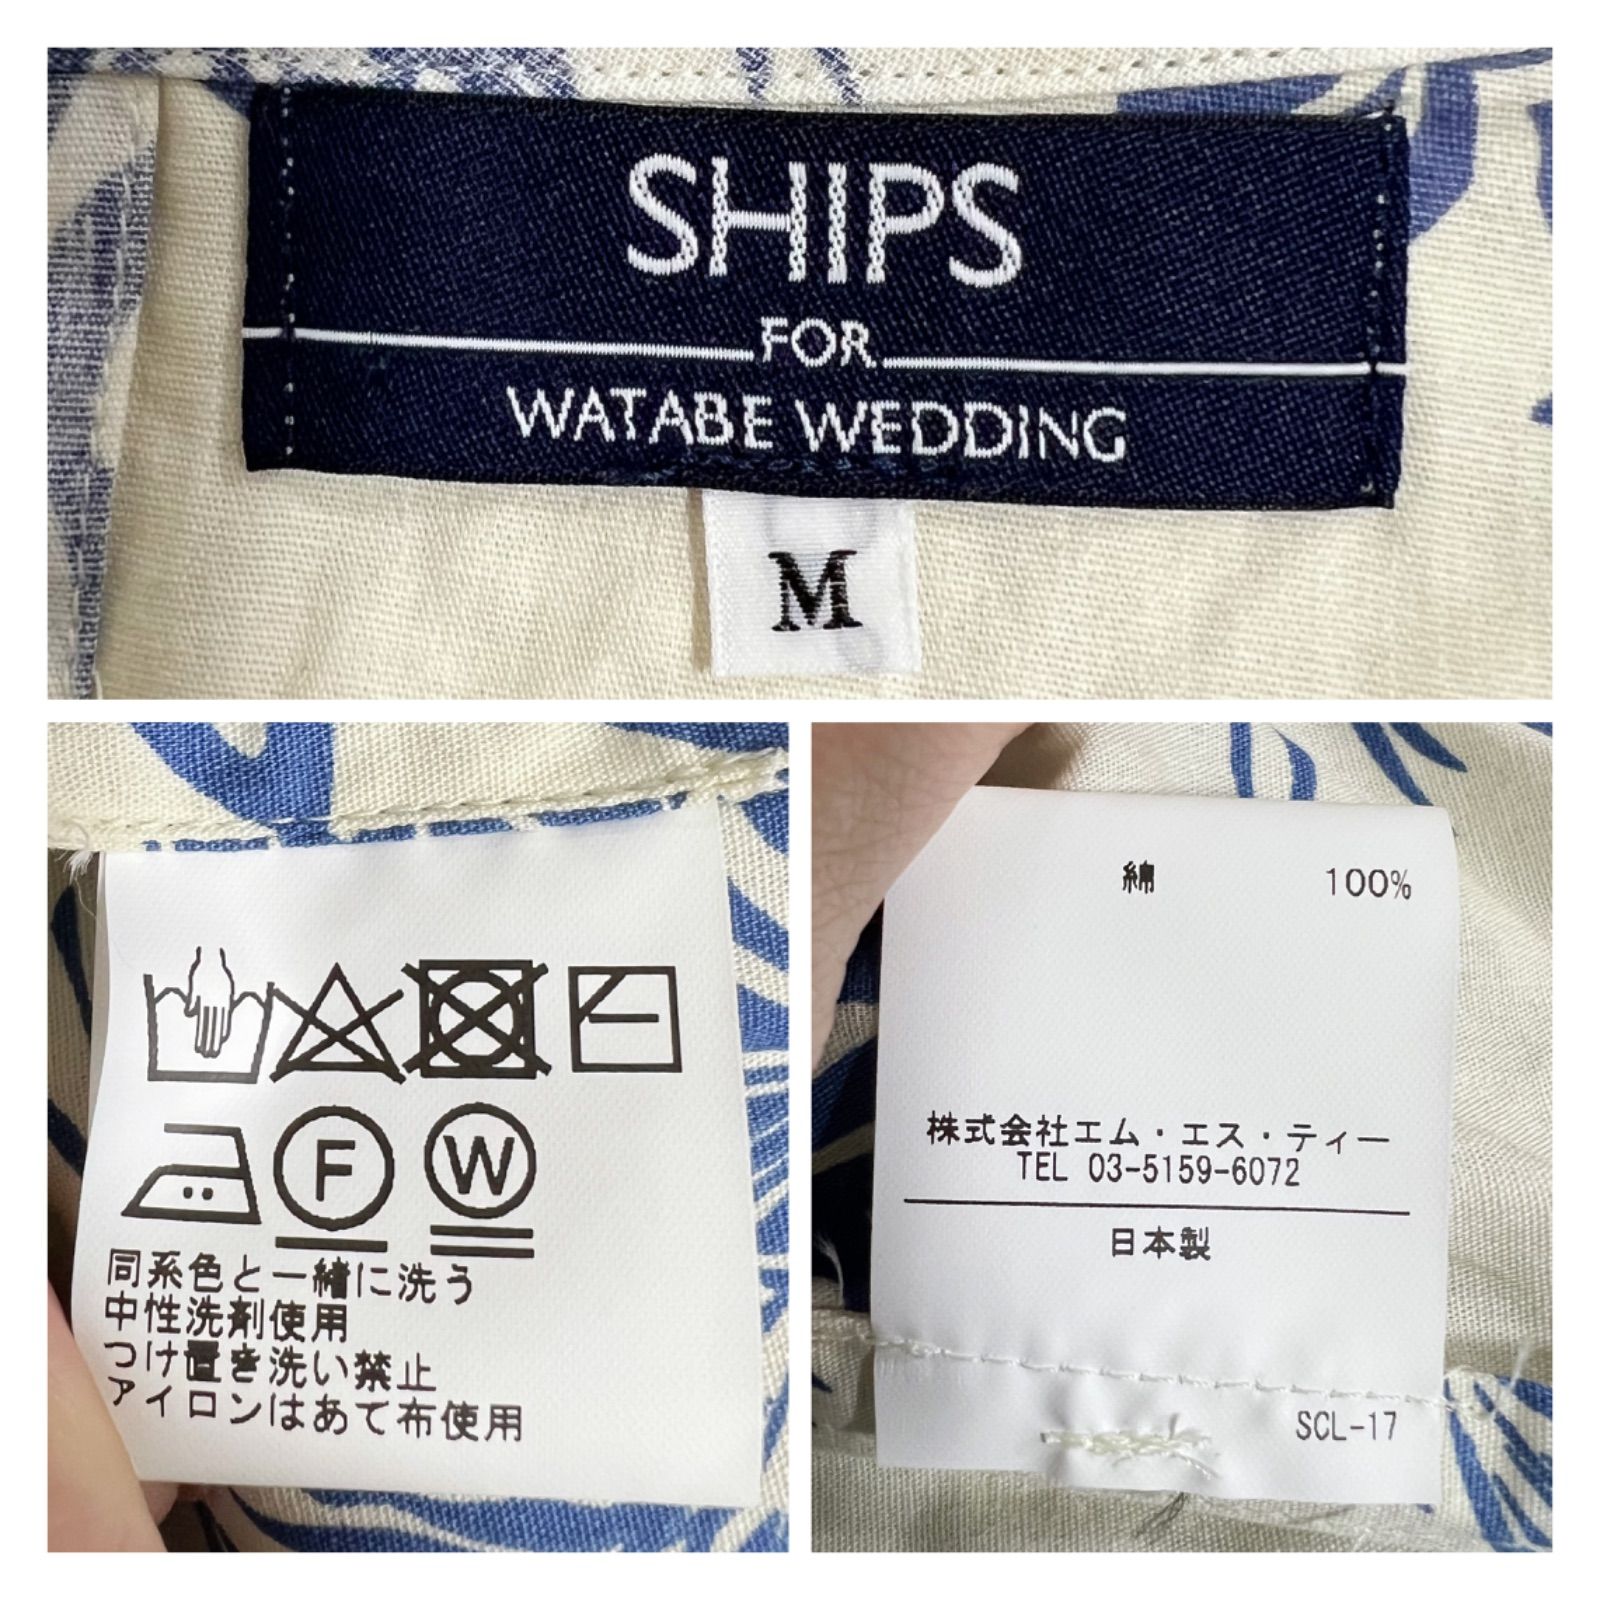 SHIPS
FOR
WATABE WEDDING
M
F
W
同系色と一緒に洗う
中性洗剤使用
つけ置き洗い禁止
アイロンはあて布使用
綿 100%
株式会社エム・エス・ティー
TEL 03-5159-6072
日本製
SCL-17